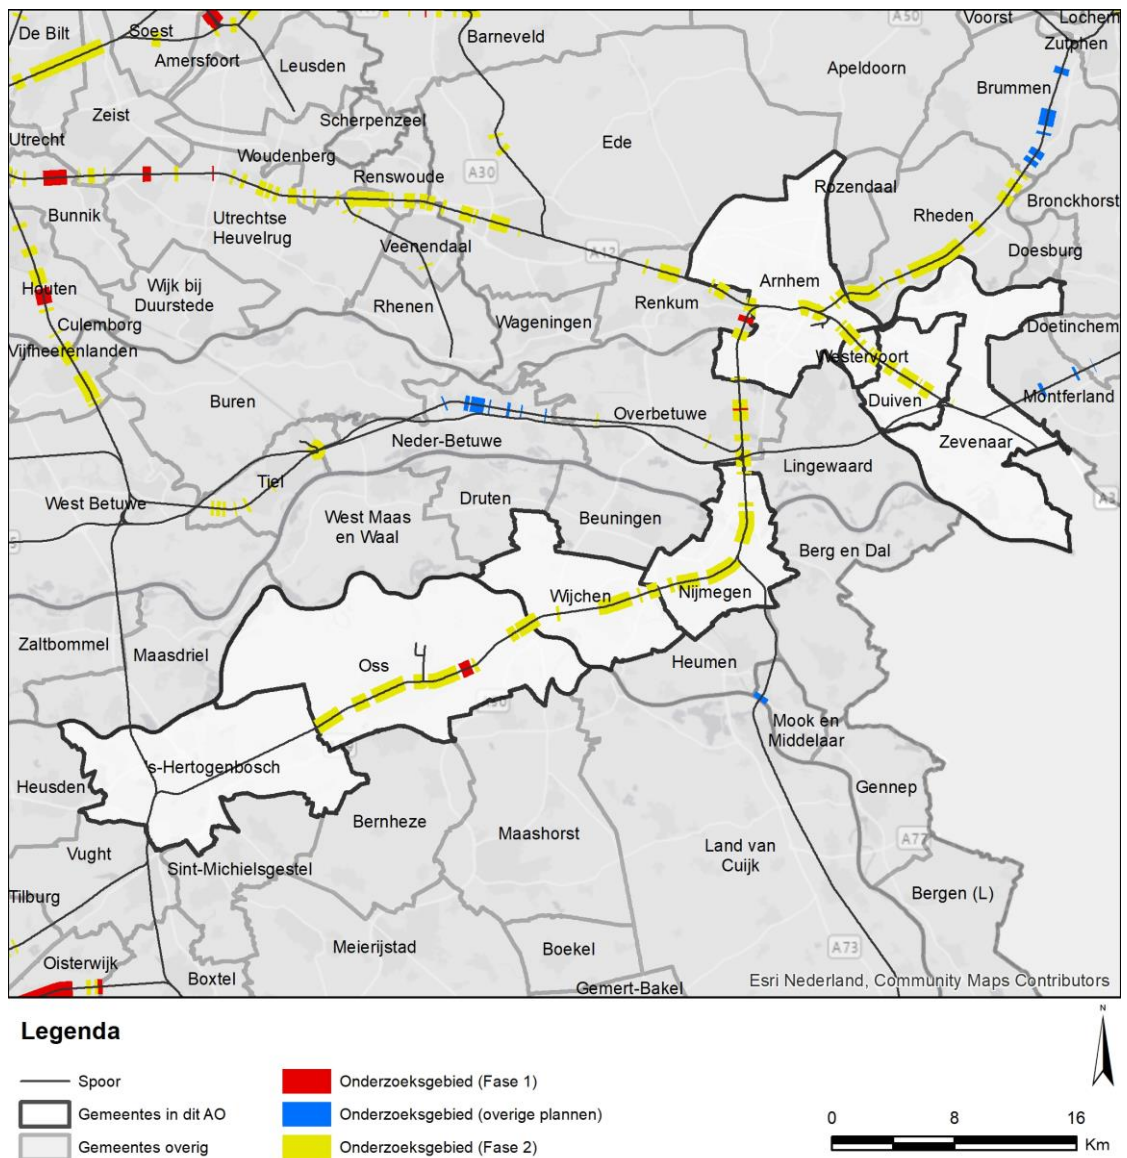 A50
Voorst
Lochem
De Bilt
Soest
Barneveld
Zutphen
Amersfoort
Leusden
Apeldoorn
Brummen
Zeist
Scherpenzeel
Utrecht
Ede
Woudenberg
Renswoude
A30
Rozendaal
Bunnik
Utrechtse
Heuvelrug
Rheden
Bronckhorst
Veenendaal
A12
Doesburg
Houten
Wijk bij
Duurstede
Arnhem
Rhenen
Renkum
Culemborg
Wageningen
Doetinchem
Vijfheerenlanden
Westervoort
Buren
Duiven
Montferland
Overbetuwe
Neder-Betuwe
Zevenaar
Lingewaard
Tiel
West Betuwe
Druten
West Maas
en Waal
Beuningen
Berg en Dal
Wijchen
Nijmegen
Zaltbommel
Maasdriel
Oss
Heumen
Mook en
Middelaar
's-Hertogenbosch
Heusden
Gennep
Bernheze
Maashorst
Land van
Cuijk
A77
Vught
Sint-Michielsgestel
Tilburg
Bergen (L)
Meierijstad
Boekel
A73
Oisterwijk
Boxtel
Gemert-Bakel
Esri Nederland, Community Maps Contributors
Legenda
N
Spoor
Onderzoeksgebied (Fase 1)
Gemeentes in dit AO
Onderzoeksgebied (overige plannen)
Gemeentes overig
Onderzoeksgebied (Fase 2)
0 8 16
Km